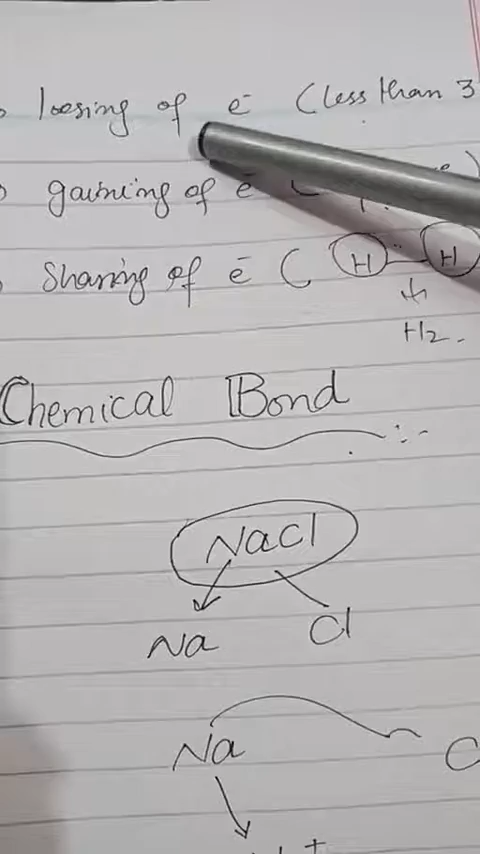 loosing of e⁻ (less than 3
gaining of e⁻ (
Sharing of e⁻ ( H : H
H2.
Chemical Bond :-
NaCl
Na Cl
Na C
+